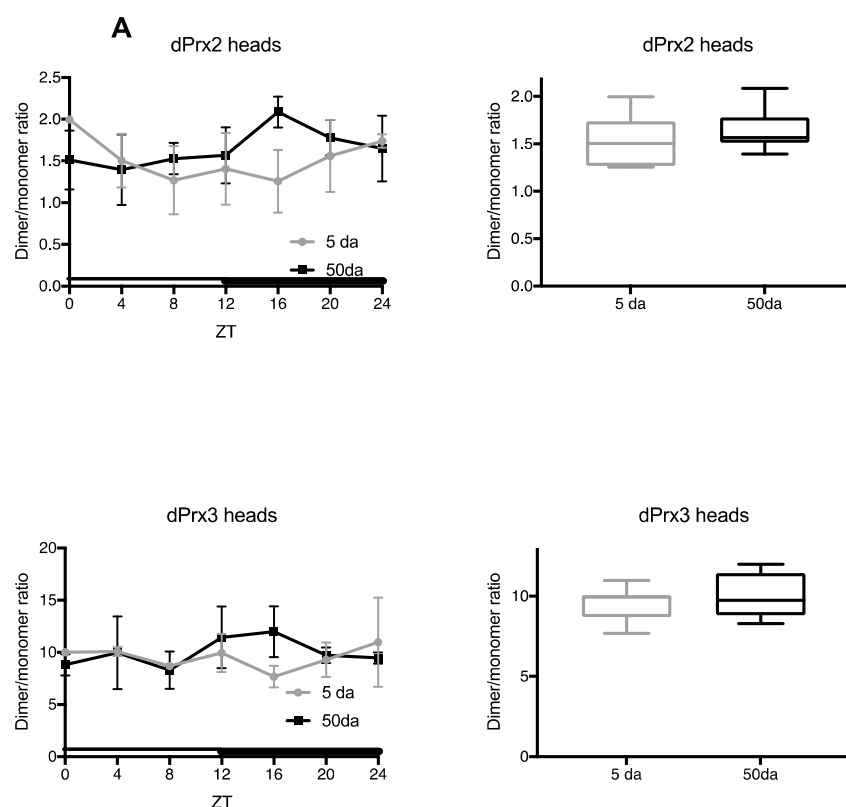 A
dPrx2 heads
Dimer/monomer ratio
2.5
2.0
1.5
1.0
0.5
0.0
5 da
50da
0 4 8 12 16 20 24
ZT
dPrx2 heads
Dimer/monomer ratio
2.0
1.5
1.0
0.5
0.0
5 da 50da
dPrx3 heads
Dimer/monomer ratio
20
15
10
5
0
5 da
50da
0 4 8 12 16 20 24
ZT
dPrx3 heads
Dimer/monomer ratio
10
5
0
5 da 50da